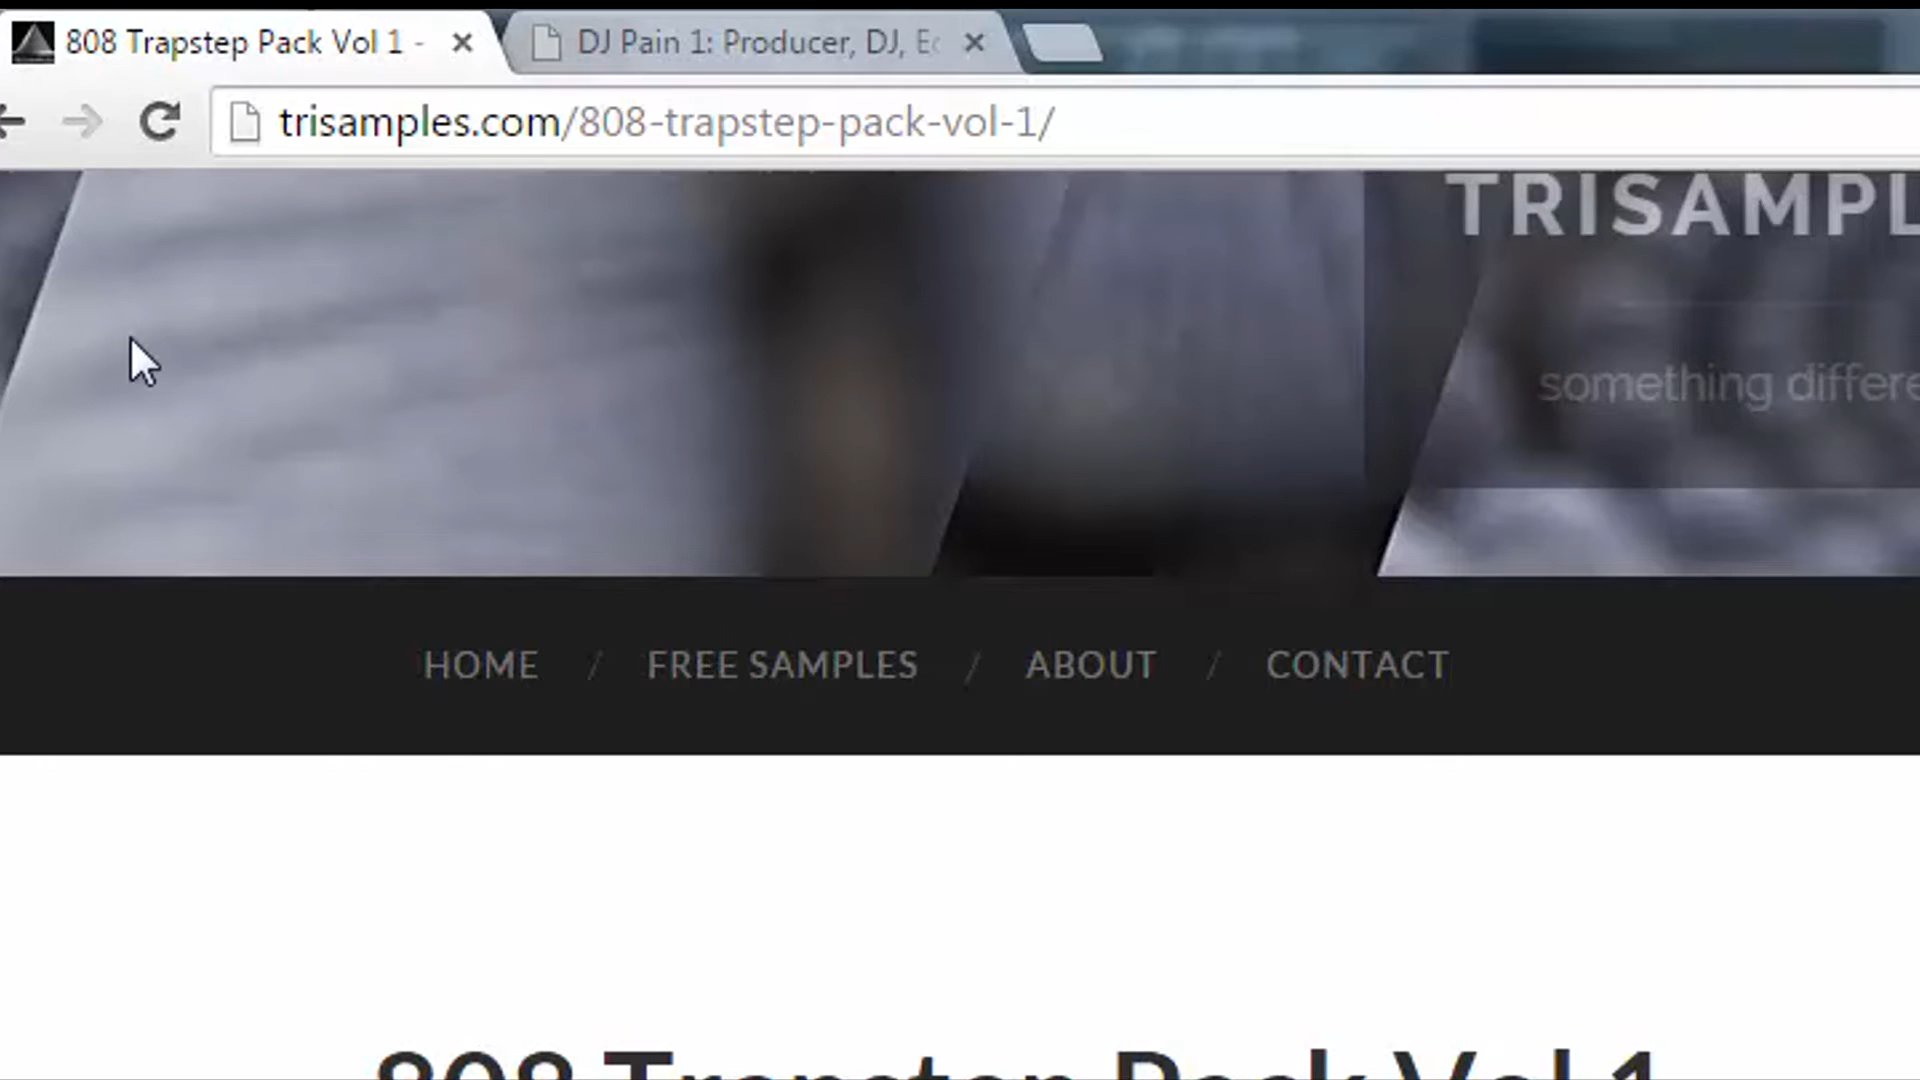 808 Trapstep Pack Vol 1 -
DJ Pain 1: Producer, DJ, Ec
trisamples.com/808-trapstep-pack-vol-1/
TRISAMPL
something differe
HOME / FREE SAMPLES / ABOUT / CONTACT
808 Trapstep Pack Vol 1